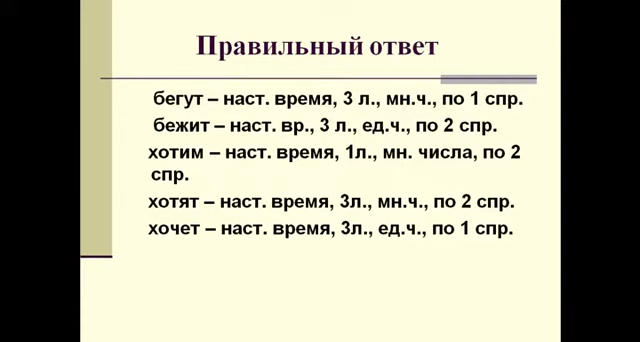 Правильный ответ
бегут – наст. время, 3 л., мн.ч., по 1 спр.
бежит – наст. вр., 3 л., ед.ч., по 2 спр.
хотим – наст. время, 1л., мн. числа, по 2
спр.
хотят – наст. время, 3л., мн.ч., по 2 спр.
хочет – наст. время, 3л., ед.ч., по 1 спр.